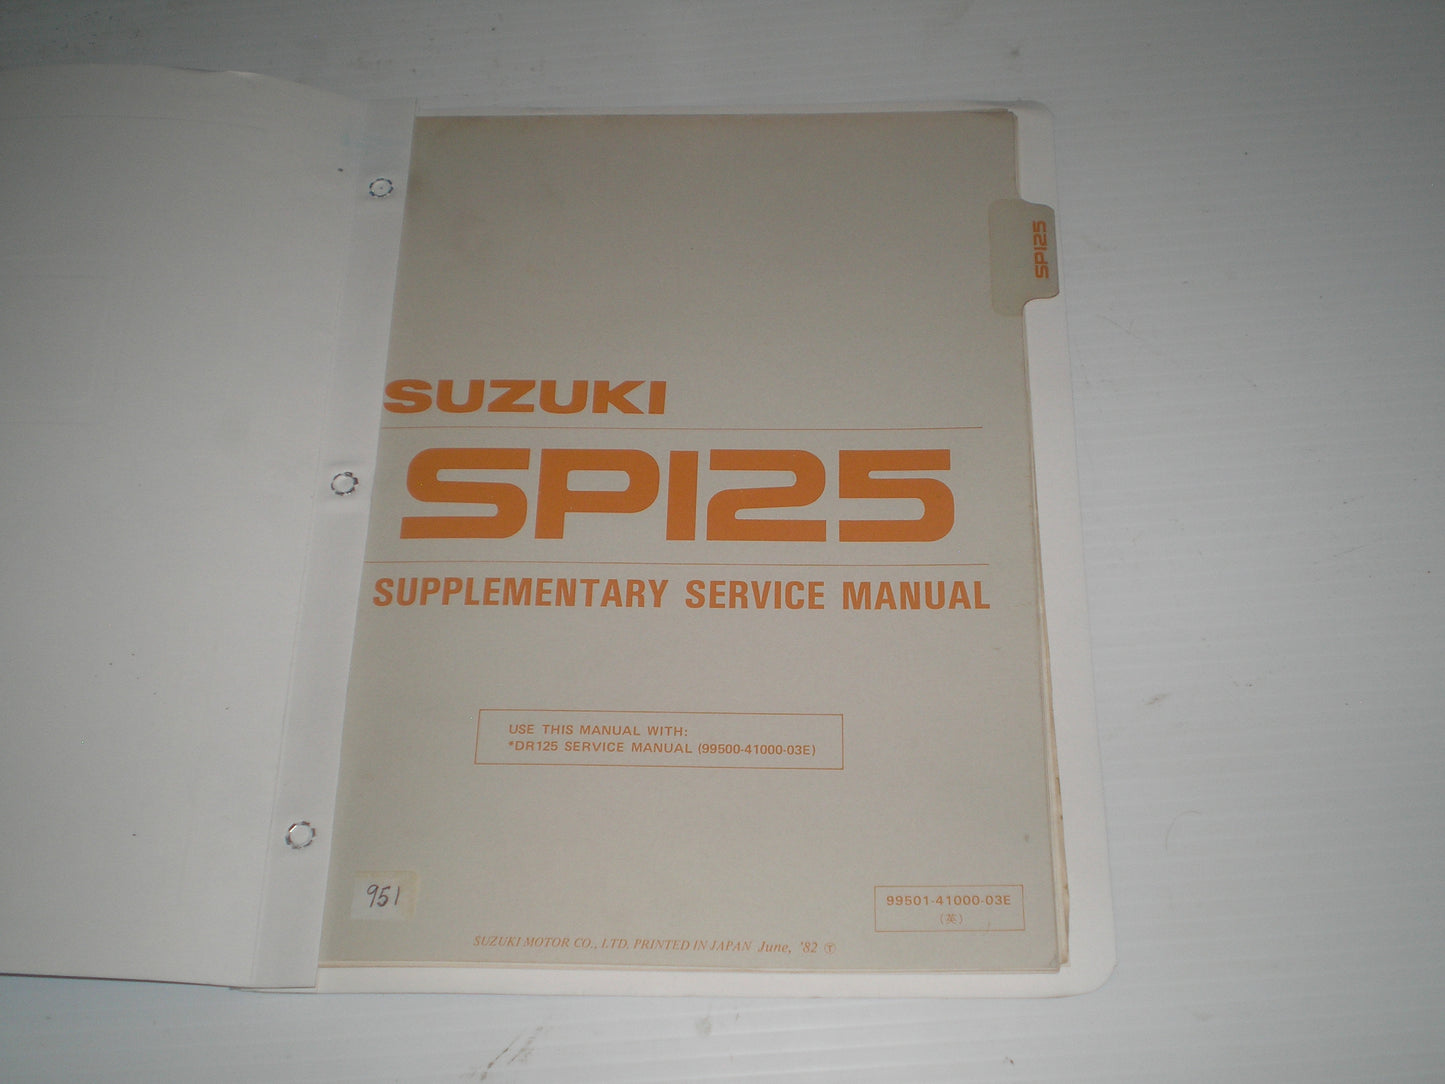 SP125
SUZUKI
SP125
SUPPLEMENTARY SERVICE MANUAL
USE THIS MANUAL WITH:
*DR125 SERVICE MANUAL (99500-41000-03E)
951
99501-41000-03E
(英)
SUZUKI MOTOR CO., LTD. PRINTED IN JAPAN June, '82 Ⓣ